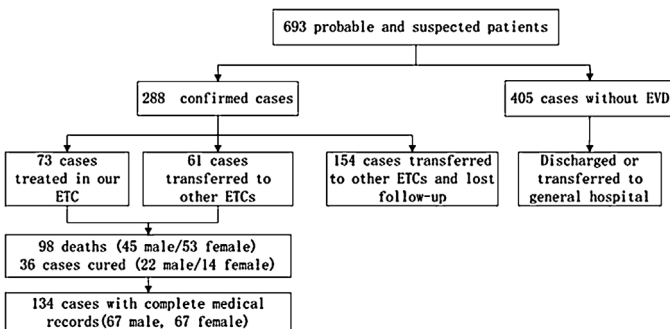 693 probable and suspected patients
288 confirmed cases
405 cases without EVD
73 cases
treated in our
ETC
61 cases
transferred to
other ETCs
154 cases transferred
to other ETCs and lost
follow-up
Discharged or
transferred to
general hospital
98 deaths (45 male/53 female)
36 cases cured (22 male/14 female)
134 cases with complete medical
records(67 male, 67 female)